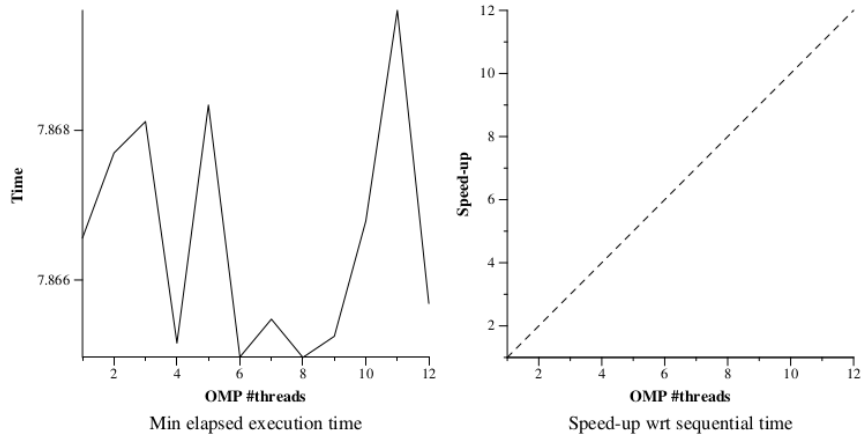 7.868
7.866
Time
2 4 6 8 10 12
OMP #threads
Min elapsed execution time
12
10
8
6
4
2
Speed-up
2 4 6 8 10 12
OMP #threads
Speed-up wrt sequential time